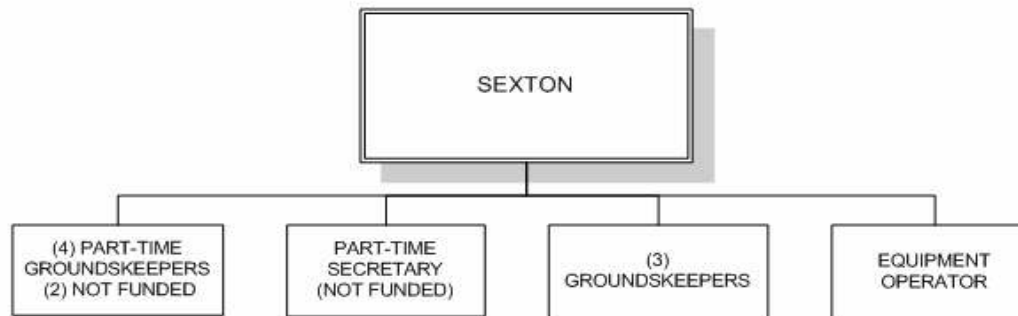 SEXTON
(4) PART-TIME
GROUNDSKEEPERS
(2) NOT FUNDED
PART-TIME
SECRETARY
(NOT FUNDED)
(3)
GROUNDSKEEPERS
EQUIPMENT
OPERATOR